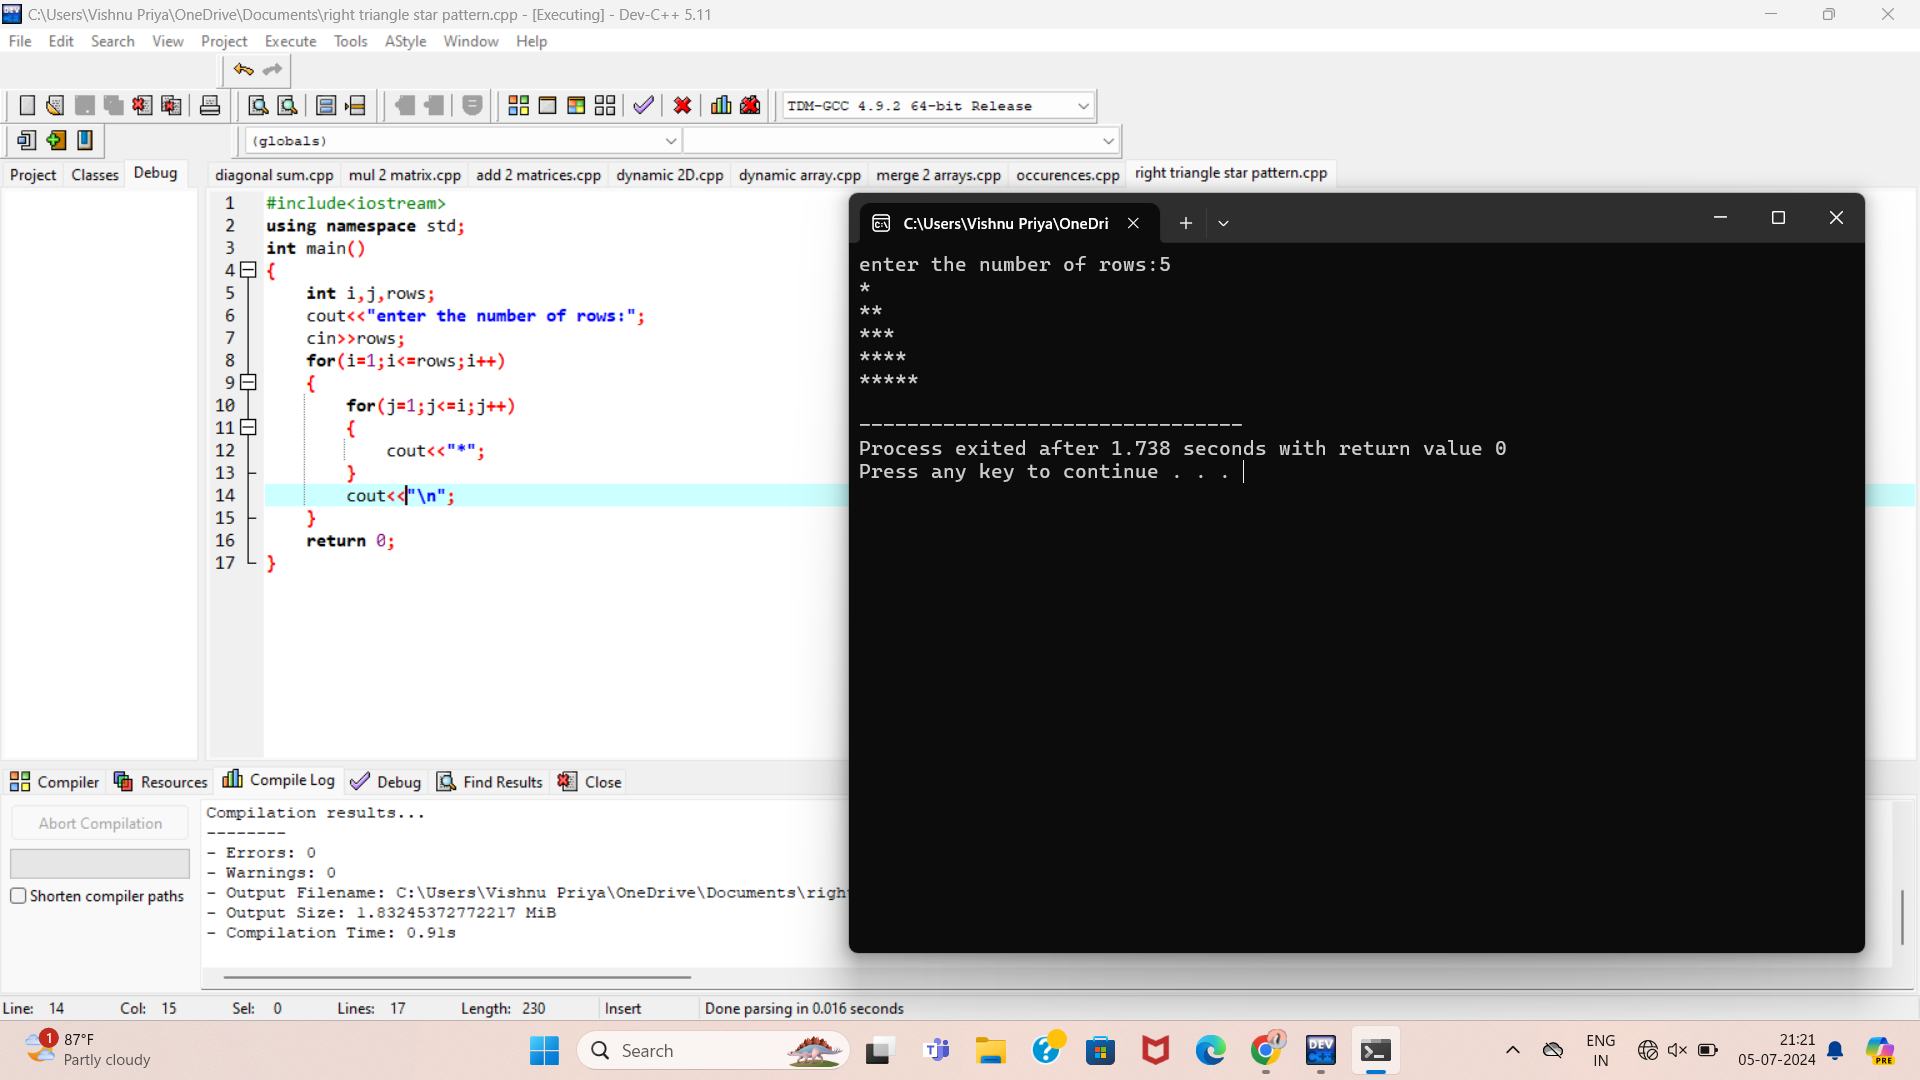 C:\Users\Vishnu Priya\OneDrive\Documents\right triangle star pattern.cpp - [Executing] - Dev-C++ 5.11
File Edit Search View Project Execute Tools AStyle Window Help
TDM-GCC 4.9.2 64-bit Release
(globals)
Project Classes Debug
diagonal sum.cpp mul 2 matrix.cpp add 2 matrices.cpp dynamic 2D.cpp dynamic array.cpp merge 2 arrays.cpp occurences.cpp right triangle star pattern.cpp
1 #include<iostream>
2 using namespace std;
3 int main()
4 {
5 int i,j,rows;
6 cout<<"enter the number of rows:";
7 cin>>rows;
8 for(i=1;i<=rows;i++)
9 {
10 for(j=1;j<=i;j++)
11 {
12 cout<<"*";
13 }
14 cout<<"\n";
15 }
16 return 0;
17 }
C:\Users\Vishnu Priya\OneDri
enter the number of rows:5
*
**
***
****
*****
--------------------------------
Process exited after 1.738 seconds with return value 0
Press any key to continue . . .
Compiler Resources Compile Log Debug Find Results Close
Abort Compilation
Shorten compiler paths
Compilation results...
--------
- Errors: 0
- Warnings: 0
- Output Filename: C:\Users\Vishnu Priya\OneDrive\Documents\righ
- Output Size: 1.83245372772217 MiB
- Compilation Time: 0.91s
Line: 14 Col: 15 Sel: 0 Lines: 17 Length: 230 Insert Done parsing in 0.016 seconds
1
87°F
Partly cloudy
Search
DEV
ENG
IN
21:21
05-07-2024
PRE